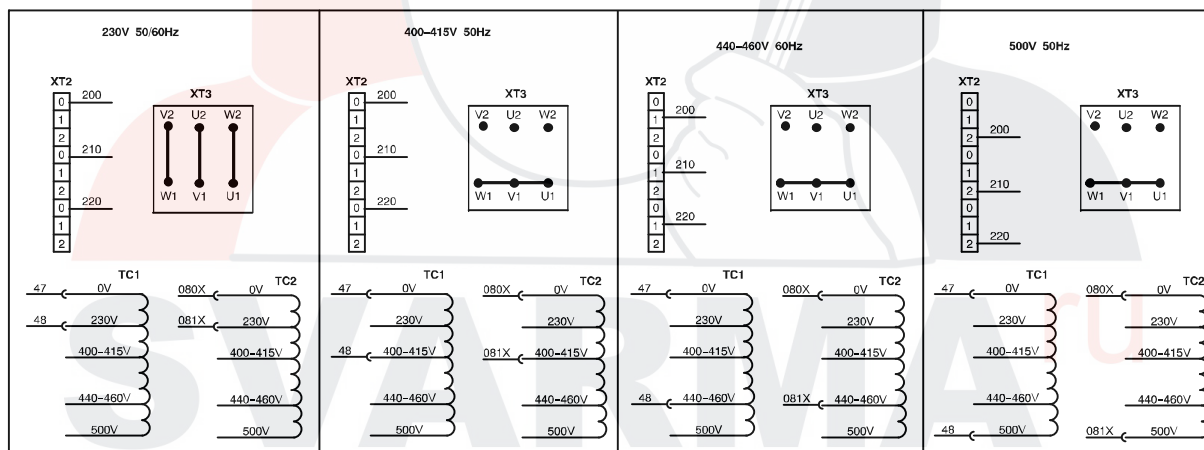 230V 50/60Hz
XT2
0 200
1
2
0 210
1
2
0 220
1
2
XT3
V2 U2 W2
W1 V1 U1
TC1
47 0V
48 230V
400-415V
440-460V
500V
TC2
080X 0V
081X 230V
400-415V
440-460V
500V
400-415V 50Hz
XT2
0 200
1
2
0 210
1
2
0 220
1
2
XT3
V2 U2 W2
W1 V1 U1
TC1
47 0V
230V
48 400-415V
440-460V
500V
TC2
080X 0V
230V
081X 400-415V
440-460V
500V
440-460V 60Hz
XT2
0
1 200
2
0
1 210
2
0
1 220
2
XT3
V2 U2 W2
W1 V1 U1
TC1
47 0V
230V
400-415V
48 440-460V
500V
TC2
080X 0V
230V
400-415V
081X 440-460V
500V
500V 50Hz
XT2
0
1
2 200
0
1
2 210
0
1
2 220
XT3
V2 U2 W2
W1 V1 U1
TC1
47 0V
230V
400-415V
440-460V
48 500V
TC2
080X 0V
230V
400-415V
440-460V
081X 500V
SVARMA ru